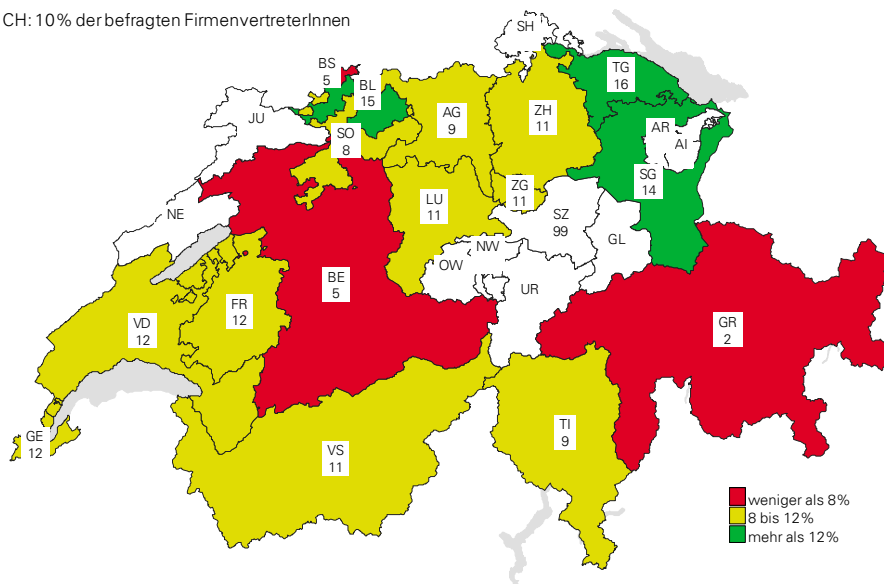 CH: 10% der befragten FirmenvertreterInnen
SH
BS
5
BL
15
TG
16
JU
AG
9
ZH
11
AR
AI
SO
8
SG
14
ZG
11
LU
11
NE
SZ
99
GL
NW
OW
UR
BE
5
FR
12
VD
12
GR
2
GE
12
VS
11
TI
9
weniger als 8%
8 bis 12%
mehr als 12%